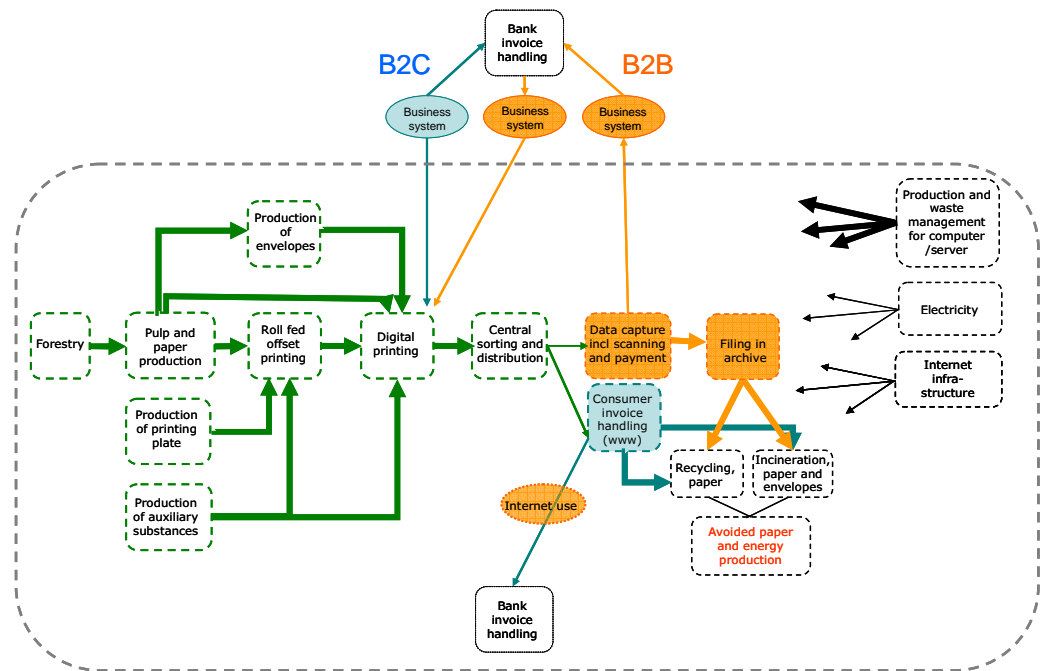 Bank
invoice
handling
B2C
B2B
Business
system
Business
system
Business
system
Production
of
envelopes
Production and
waste
management
for computer
/server
Forestry
Pulp and
paper
production
Roll fed
offset
printing
Digital
printing
Central
sorting and
distribution
Data capture
incl scanning
and payment
Filing in
archive
Electricity
Internet
infra-
structure
Production
of printing
plate
Consumer
invoice
handling
(www)
Recycling,
paper
Incineration,
paper and
envelopes
Production
of auxiliary
substances
Internet use
Avoided paper
and energy
production
Bank
invoice
handling